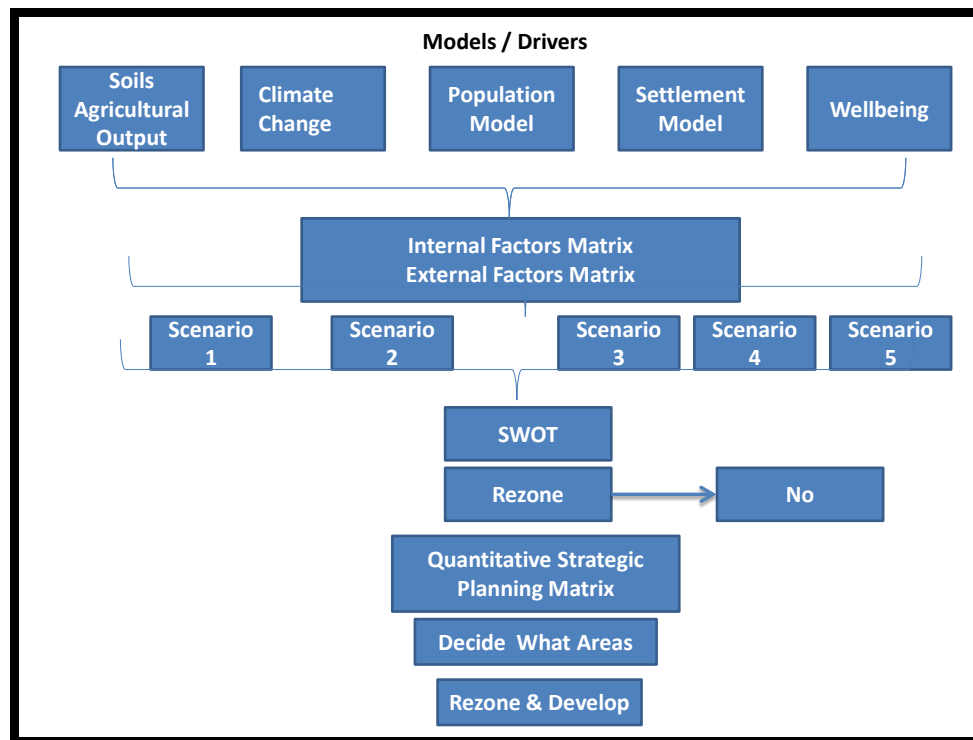 Models / Drivers
Soils
Agricultural
Output
Climate
Change
Population
Model
Settlement
Model
Wellbeing
Internal Factors Matrix
External Factors Matrix
Scenario
1
Scenario
2
Scenario
3
Scenario
4
Scenario
5
SWOT
Rezone
No
Quantitative Strategic
Planning Matrix
Decide What Areas
Rezone & Develop